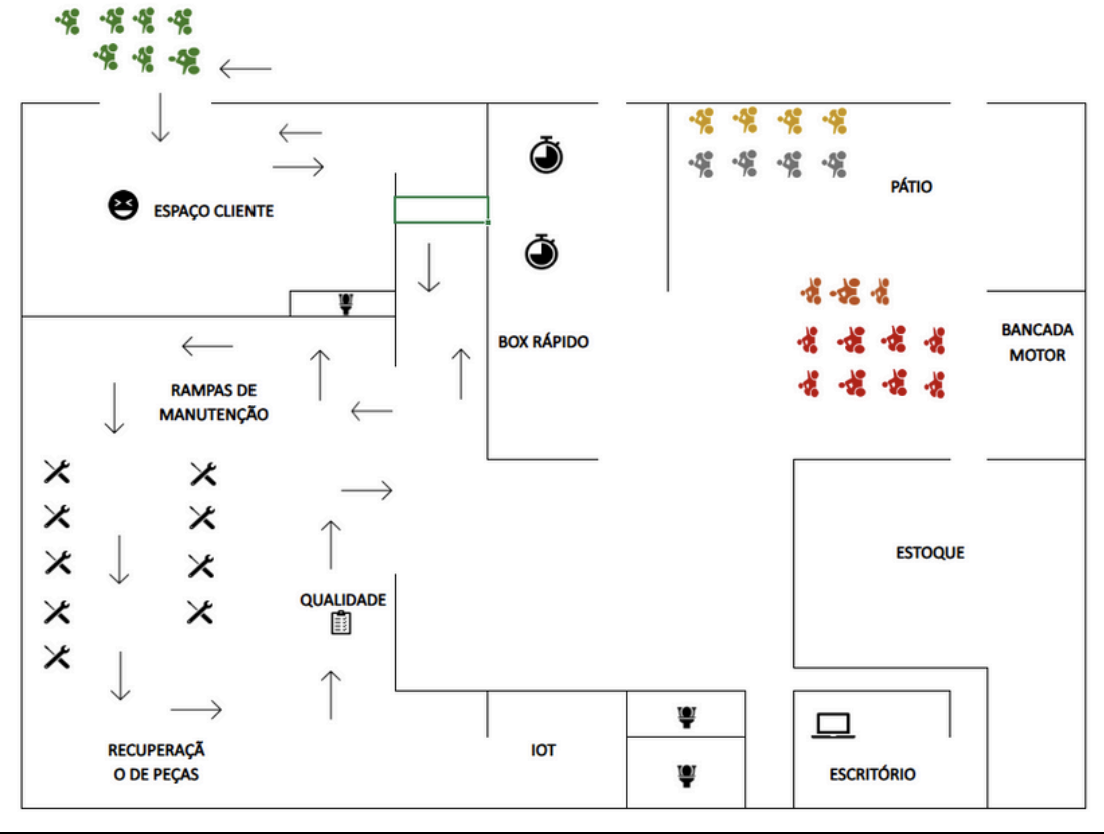 PÁTIO
ESPAÇO CLIENTE
BOX RÁPIDO
BANCADA
MOTOR
RAMPAS DE
MANUTENÇÃO
ESTOQUE
QUALIDADE
RECUPERAÇÃ
O DE PEÇAS
IOT
ESCRITÓRIO